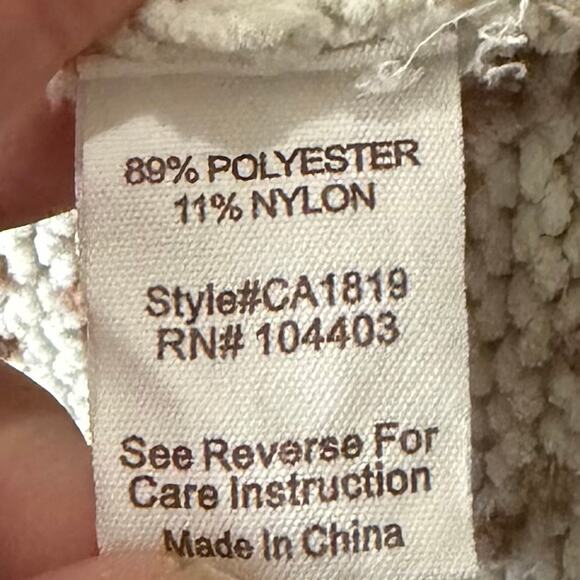 89% POLYESTER
11% NYLON
Style#CA1819
RN# 104403
See Reverse For
Care Instruction
Made In China